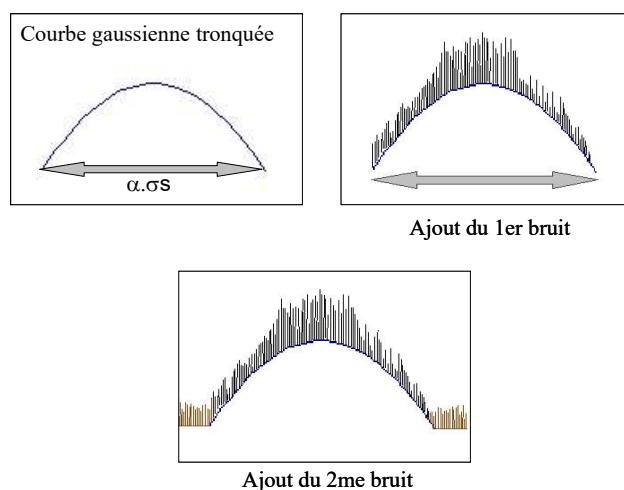 Courbe gaussienne tronquée
α.σs
Ajout du 1er bruit
Ajout du 2me bruit